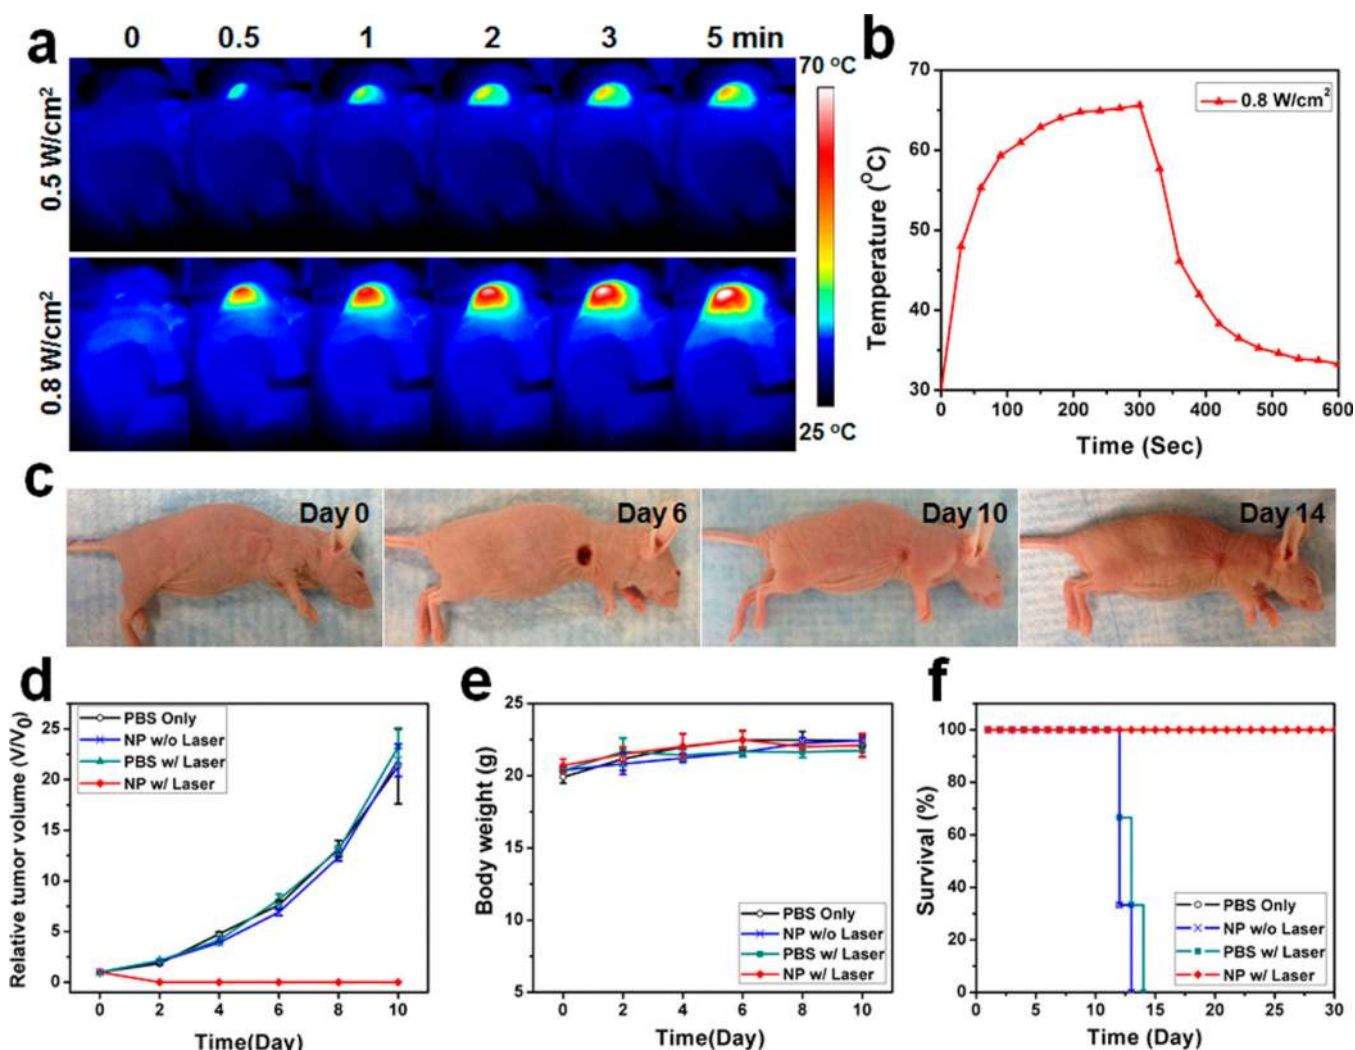 a
0 0.5 1 2 3 5 min
0.5 W/cm²
0.8 W/cm²
70 °C
25 °C
b
70
60
50
40
30
0.8 W/cm²
Temperature (°C)
0 100 200 300 400 500 600
Time (Sec)
c
Day 0 Day 6 Day 10 Day 14
d
PBS Only
NP w/o Laser
PBS w/ Laser
NP w/ Laser
Relative tumor volume (V/V₀)
25
20
15
10
5
0
0 2 4 6 8 10
Time(Day)
e
25
20
15
10
5
Body weight (g)
PBS Only
NP w/o Laser
PBS w/ Laser
NP w/ Laser
0 2 4 6 8 10
Time(Day)
f
100
80
60
40
20
0
Survival (%)
PBS Only
NP w/o Laser
PBS w/ Laser
NP w/ Laser
0 5 10 15 20 25 30
Time (Day)